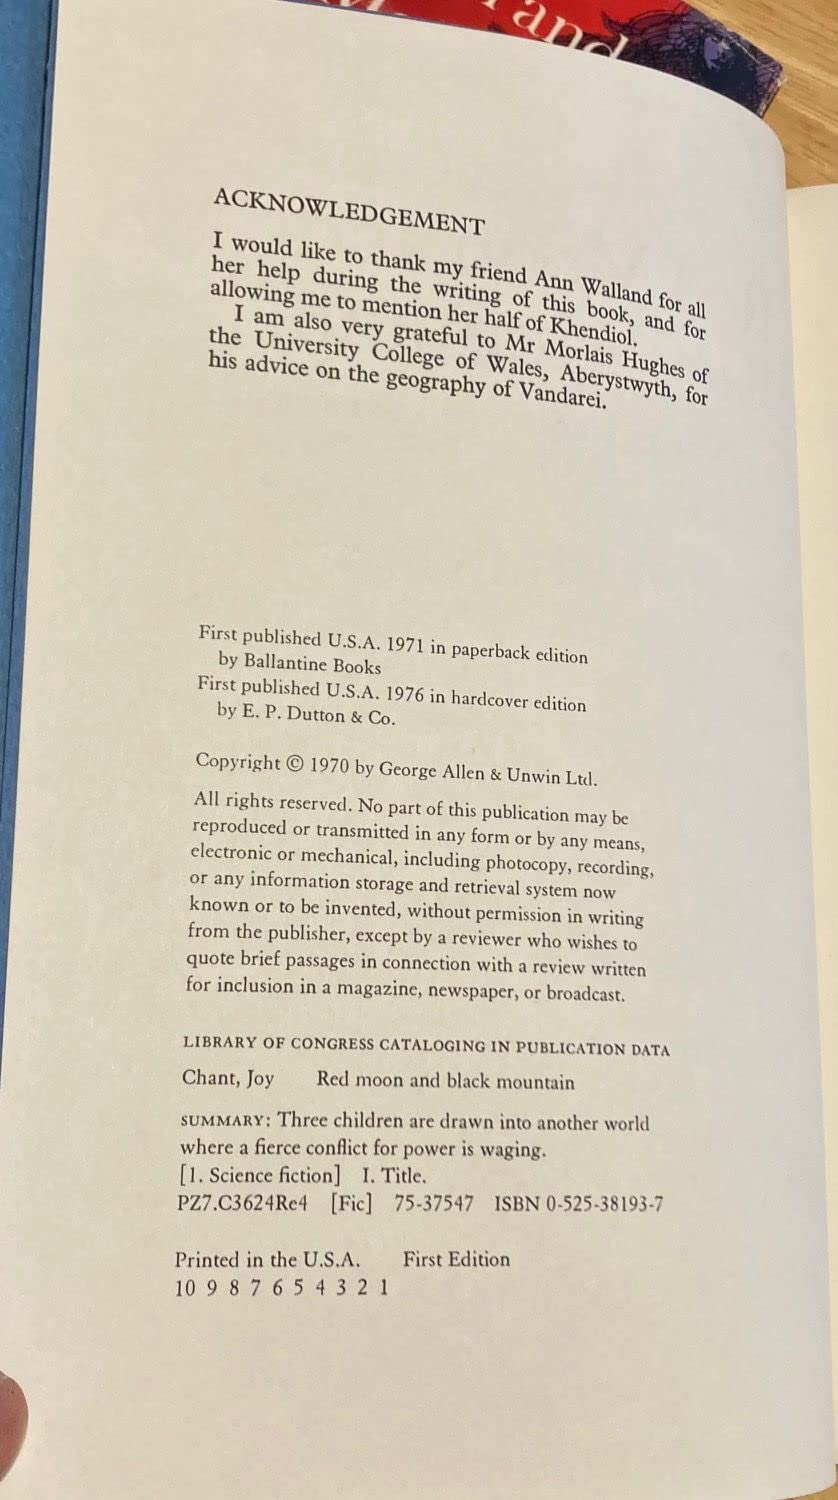 and
ACKNOWLEDGEMENT
I would like to thank my friend Ann Walland for all
her help during the writing of this book, and for
allowing me to mention her half of Khendiol.
I am also very grateful to Mr Morlais Hughes of
the University College of Wales, Aberystwyth, for
his advice on the geography of Vandarei.
First published U.S.A. 1971 in paperback edition
by Ballantine Books
First published U.S.A. 1976 in hardcover edition
by E. P. Dutton & Co.
Copyright © 1970 by George Allen & Unwin Ltd.
All rights reserved. No part of this publication may be
reproduced or transmitted in any form or by any means,
electronic or mechanical, including photocopy, recording,
or any information storage and retrieval system now
known or to be invented, without permission in writing
from the publisher, except by a reviewer who wishes to
quote brief passages in connection with a review written
for inclusion in a magazine, newspaper, or broadcast.
LIBRARY OF CONGRESS CATALOGING IN PUBLICATION DATA
Chant, Joy Red moon and black mountain
SUMMARY: Three children are drawn into another world
where a fierce conflict for power is waging.
[1. Science fiction] I. Title.
PZ7.C3624Re4 [Fic] 75-37547 ISBN 0-525-38193-7
Printed in the U.S.A. First Edition
10 9 8 7 6 5 4 3 2 1